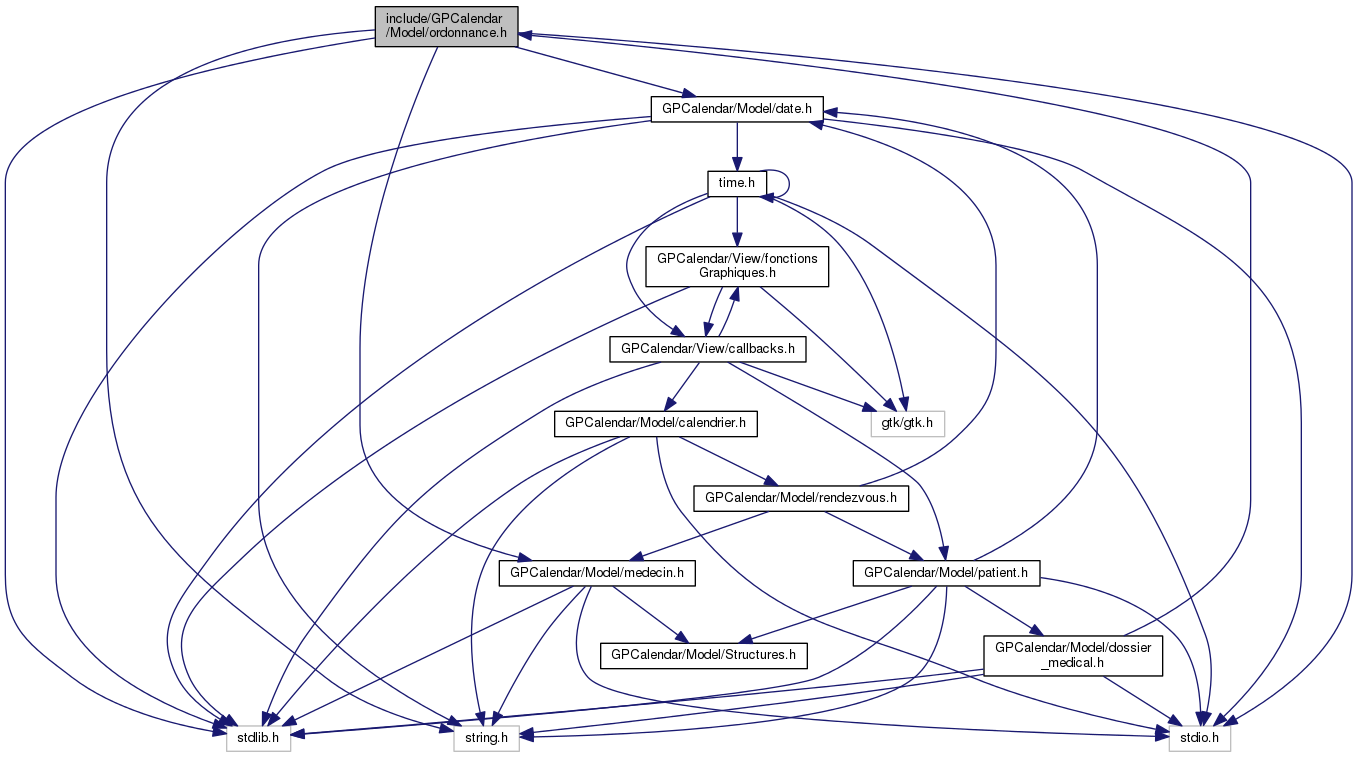 include/GPCalendar
/Model/ordonnance.h
GPCalendar/Model/date.h
time.h
GPCalendar/View/fonctions
Graphiques.h
GPCalendar/View/callbacks.h
GPCalendar/Model/calendrier.h
gtk/gtk.h
GPCalendar/Model/rendezvous.h
GPCalendar/Model/medecin.h
GPCalendar/Model/patient.h
GPCalendar/Model/Structures.h
GPCalendar/Model/dossier
_medical.h
stdlib.h
string.h
stdio.h